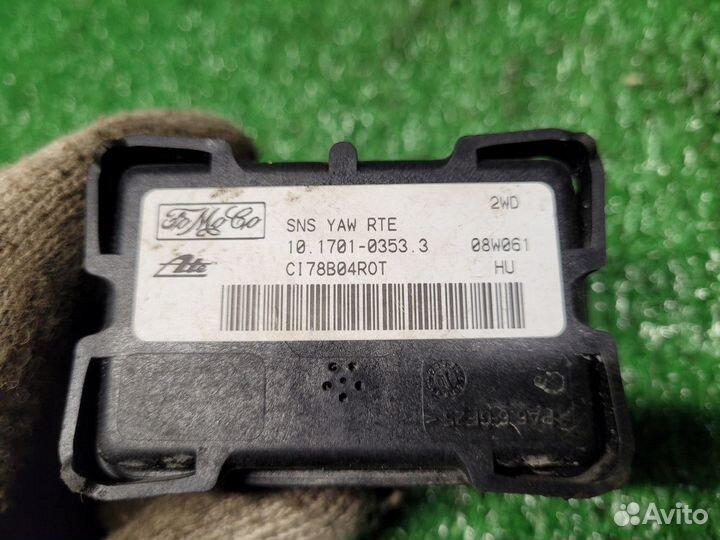 2WD
FoMoCo
SNS YAW RTE
10.1701-0353.3 08W061
Ate
CI78B04R0T HU
Avito